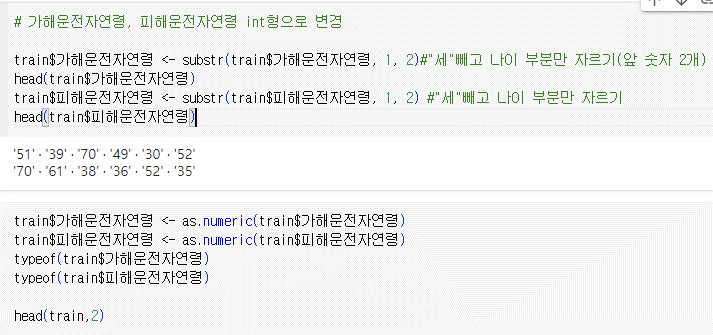 # 가해운전자연령, 피해운전자연령 int형으로 변경
train$가해운전자연령 <- substr(train$가해운전자연령, 1, 2)#"세"빼고 나이 부분만 자르기(앞 숫자 2개)
head(train$가해운전자연령)
train$피해운전자연령 <- substr(train$피해운전자연령, 1, 2) #"세"빼고 나이 부분만 자르기
head(train$피해운전자연령)
'51' · '39' · '70' · '49' · '30' · '52'
'70' · '61' · '38' · '36' · '52' · '35'
train$가해운전자연령 <- as.numeric(train$가해운전자연령)
train$피해운전자연령 <- as.numeric(train$피해운전자연령)
typeof(train$가해운전자연령)
typeof(train$피해운전자연령)
head(train,2)